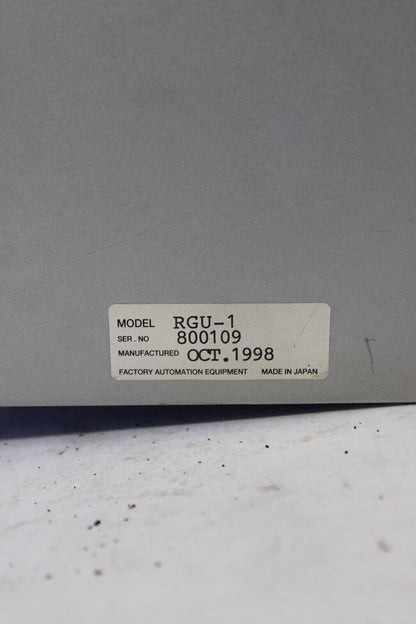 MODEL RGU-1
SER. NO 800109
MANUFACTURED OCT.1998
FACTORY AUTOMATION EQUIPMENT MADE IN JAPAN